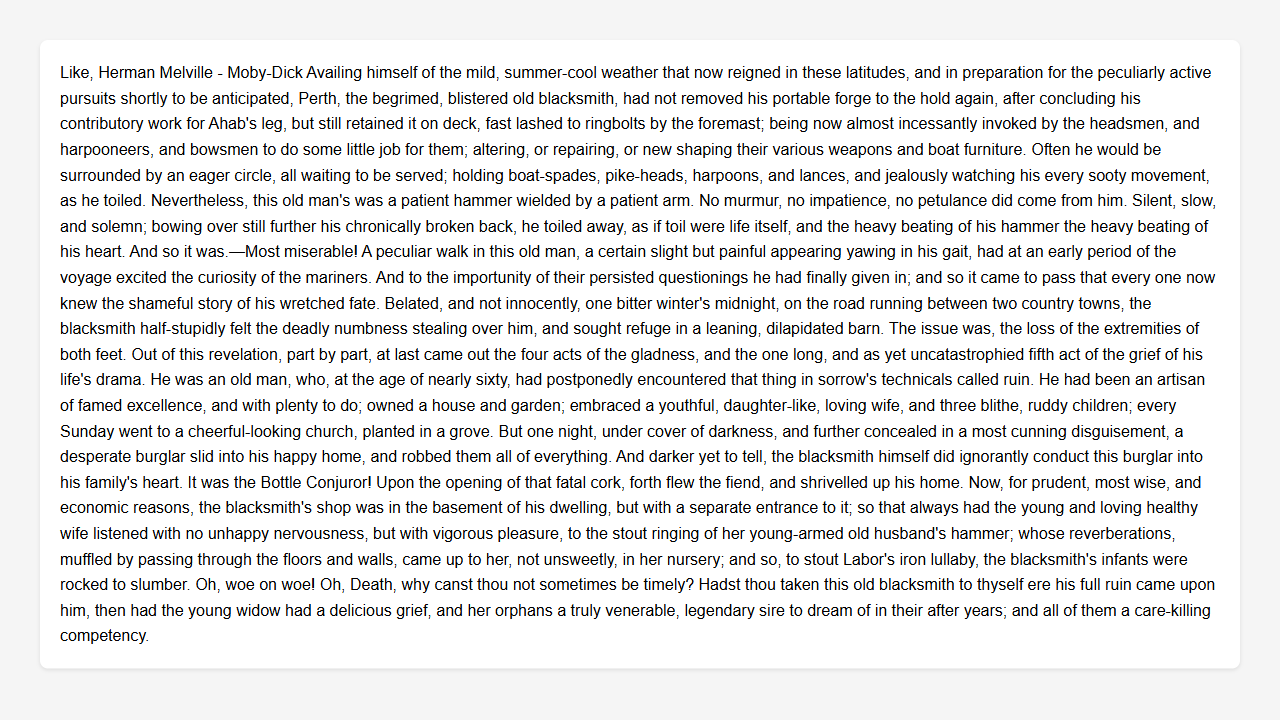 Like, Herman Melville - Moby-Dick Availing himself of the mild, summer-cool weather that now reigned in these latitudes, and in preparation for the peculiarly active
pursuits shortly to be anticipated, Perth, the begrimed, blistered old blacksmith, had not removed his portable forge to the hold again, after concluding his
contributory work for Ahab's leg, but still retained it on deck, fast lashed to ringbolts by the foremast; being now almost incessantly invoked by the headsmen, and
harpooneers, and bowsmen to do some little job for them; altering, or repairing, or new shaping their various weapons and boat furniture. Often he would be
surrounded by an eager circle, all waiting to be served; holding boat-spades, pike-heads, harpoons, and lances, and jealously watching his every sooty movement,
as he toiled. Nevertheless, this old man's was a patient hammer wielded by a patient arm. No murmur, no impatience, no petulance did come from him. Silent, slow,
and solemn; bowing over still further his chronically broken back, he toiled away, as if toil were life itself, and the heavy beating of his hammer the heavy beating of
his heart. And so it was.—Most miserable! A peculiar walk in this old man, a certain slight but painful appearing yawing in his gait, had at an early period of the
voyage excited the curiosity of the mariners. And to the importunity of their persisted questionings he had finally given in; and so it came to pass that every one now
knew the shameful story of his wretched fate. Belated, and not innocently, one bitter winter's midnight, on the road running between two country towns, the
blacksmith half-stupidly felt the deadly numbness stealing over him, and sought refuge in a leaning, dilapidated barn. The issue was, the loss of the extremities of
both feet. Out of this revelation, part by part, at last came out the four acts of the gladness, and the one long, and as yet uncatastrophied fifth act of the grief of his
life's drama. He was an old man, who, at the age of nearly sixty, had postponedly encountered that thing in sorrow's technicals called ruin. He had been an artisan
of famed excellence, and with plenty to do; owned a house and garden; embraced a youthful, daughter-like, loving wife, and three blithe, ruddy children; every
Sunday went to a cheerful-looking church, planted in a grove. But one night, under cover of darkness, and further concealed in a most cunning disguisement, a
desperate burglar slid into his happy home, and robbed them all of everything. And darker yet to tell, the blacksmith himself did ignorantly conduct this burglar into
his family's heart. It was the Bottle Conjuror! Upon the opening of that fatal cork, forth flew the fiend, and shrivelled up his home. Now, for prudent, most wise, and
economic reasons, the blacksmith's shop was in the basement of his dwelling, but with a separate entrance to it; so that always had the young and loving healthy
wife listened with no unhappy nervousness, but with vigorous pleasure, to the stout ringing of her young-armed old husband's hammer; whose reverberations,
muffled by passing through the floors and walls, came up to her, not unsweetly, in her nursery; and so, to stout Labor's iron lullaby, the blacksmith's infants were
rocked to slumber. Oh, woe on woe! Oh, Death, why canst thou not sometimes be timely? Hadst thou taken this old blacksmith to thyself ere his full ruin came upon
him, then had the young widow had a delicious grief, and her orphans a truly venerable, legendary sire to dream of in their after years; and all of them a care-killing
competency.